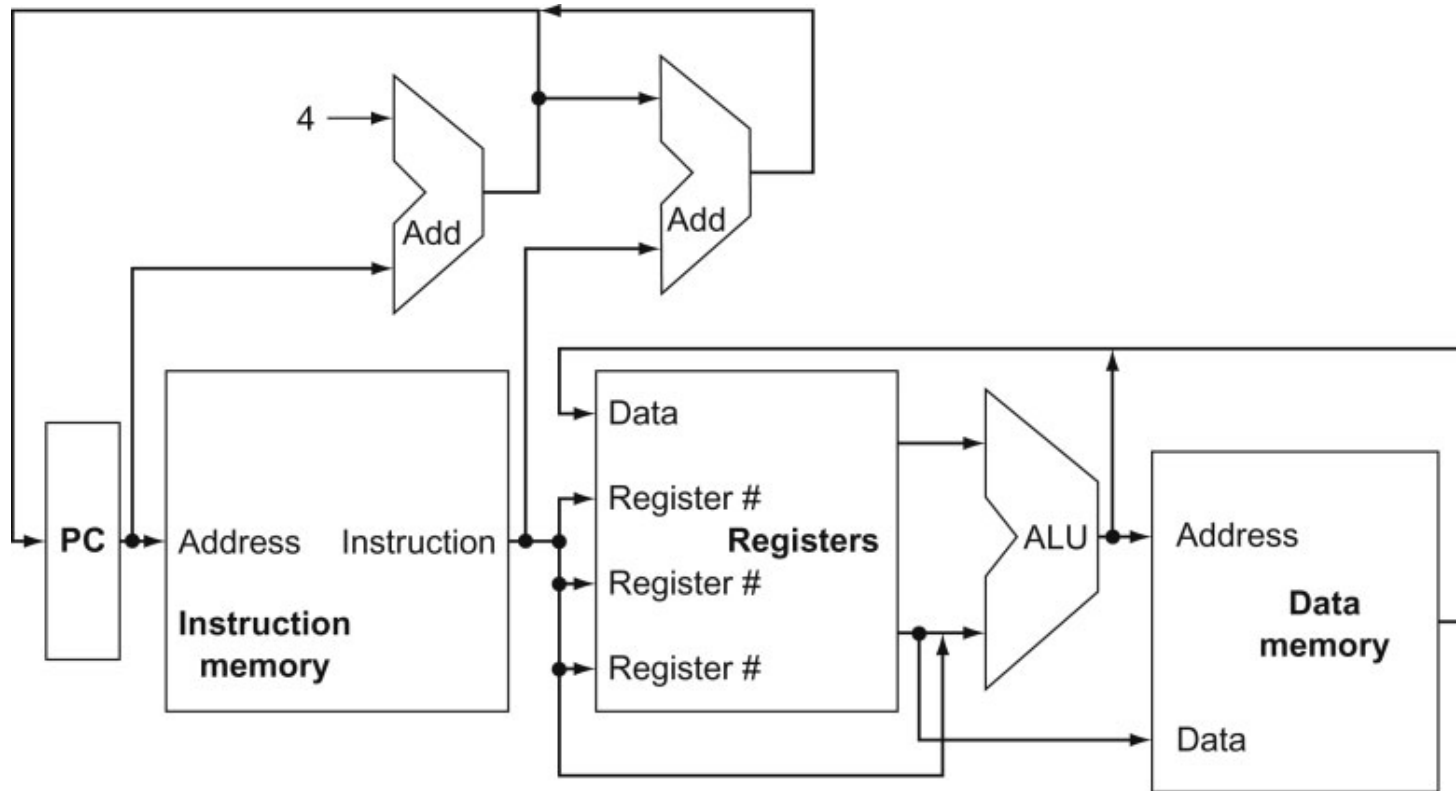 4
Add
Add
Data
Register #
PC
Address
Instruction
Registers
ALU
Address
Register #
Instruction
memory
Data
memory
Register #
Data